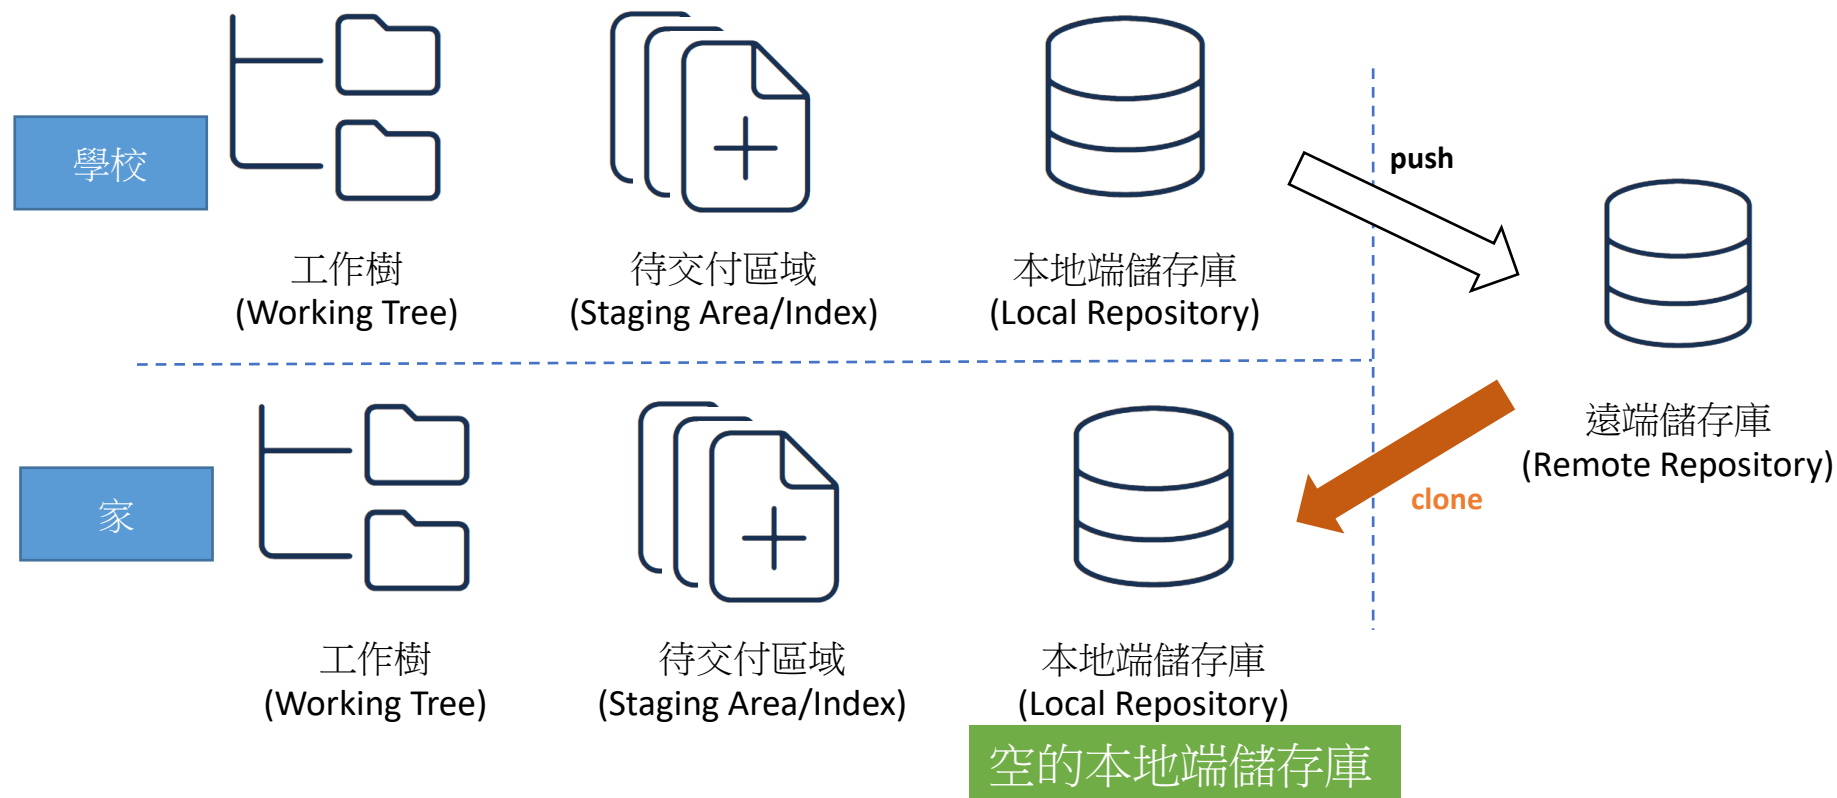 學校
工作樹
(Working Tree)
待交付區域
(Staging Area/Index)
本地端儲存庫
(Local Repository)
push
遠端儲存庫
(Remote Repository)
clone
家
工作樹
(Working Tree)
待交付區域
(Staging Area/Index)
本地端儲存庫
(Local Repository)
空的本地端儲存庫